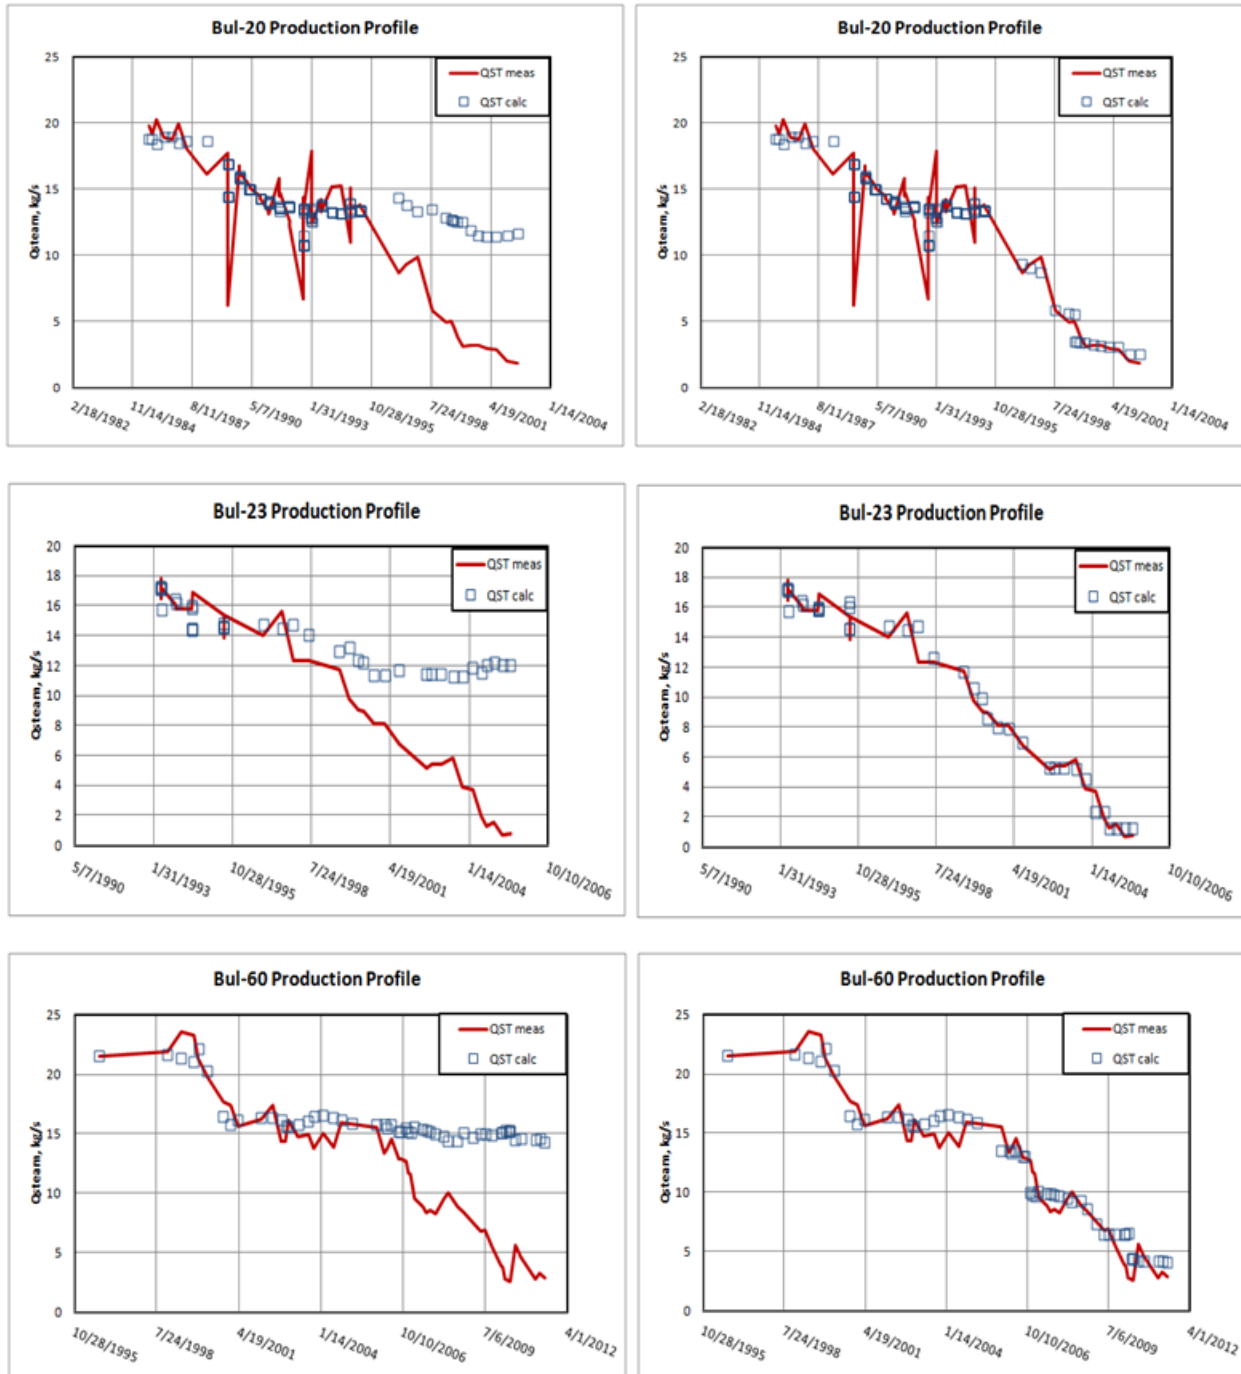 Bul-20 Production Profile
QST meas
QST calc
Qsteam, kg/s
25
20
15
10
5
0
2/18/1982 11/14/1984 8/11/1987 5/7/1990 1/31/1993 10/28/1995 7/24/1998 4/19/2001 1/14/2004
Bul-20 Production Profile
QST meas
QST calc
Qsteam, kg/s
25
20
15
10
5
0
2/18/1982 11/14/1984 8/11/1987 5/7/1990 1/31/1993 10/28/1995 7/24/1998 4/19/2001 1/14/2004
Bul-23 Production Profile
QST meas
QST calc
Qsteam, kg/s
20
18
16
14
12
10
8
6
4
2
0
5/7/1990 1/31/1993 10/28/1995 7/24/1998 4/19/2001 1/14/2004 10/10/2006
Bul-23 Production Profile
QST meas
QST calc
Qsteam, kg/s
20
18
16
14
12
10
8
6
4
2
0
5/7/1990 1/31/1993 10/28/1995 7/24/1998 4/19/2001 1/14/2004 10/10/2006
Bul-60 Production Profile
QST meas
QST calc
Qsteam, kg/s
25
20
15
10
5
0
10/28/1995 7/24/1998 4/19/2001 1/14/2004 10/10/2006 7/6/2009 4/1/2012
Bul-60 Production Profile
QST meas
QST calc
Qsteam, kg/s
25
20
15
10
5
0
10/28/1995 7/24/1998 4/19/2001 1/14/2004 10/10/2006 7/6/2009 4/1/2012